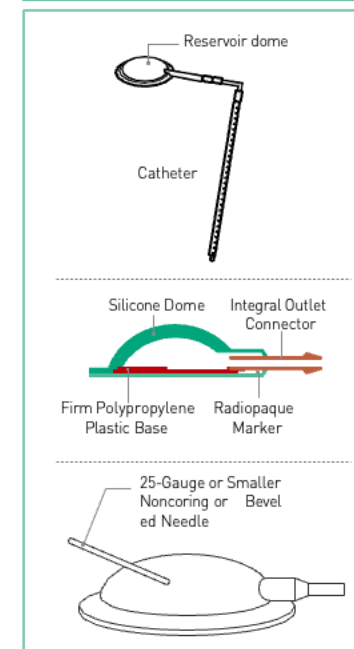 Reservoir dome
Catheter
Silicone Dome
Integral Outlet
Connector
Firm Polypropylene
Plastic Base
Radiopaque
Marker
25-Gauge or Smaller
Noncoring or Bevel
ed Needle